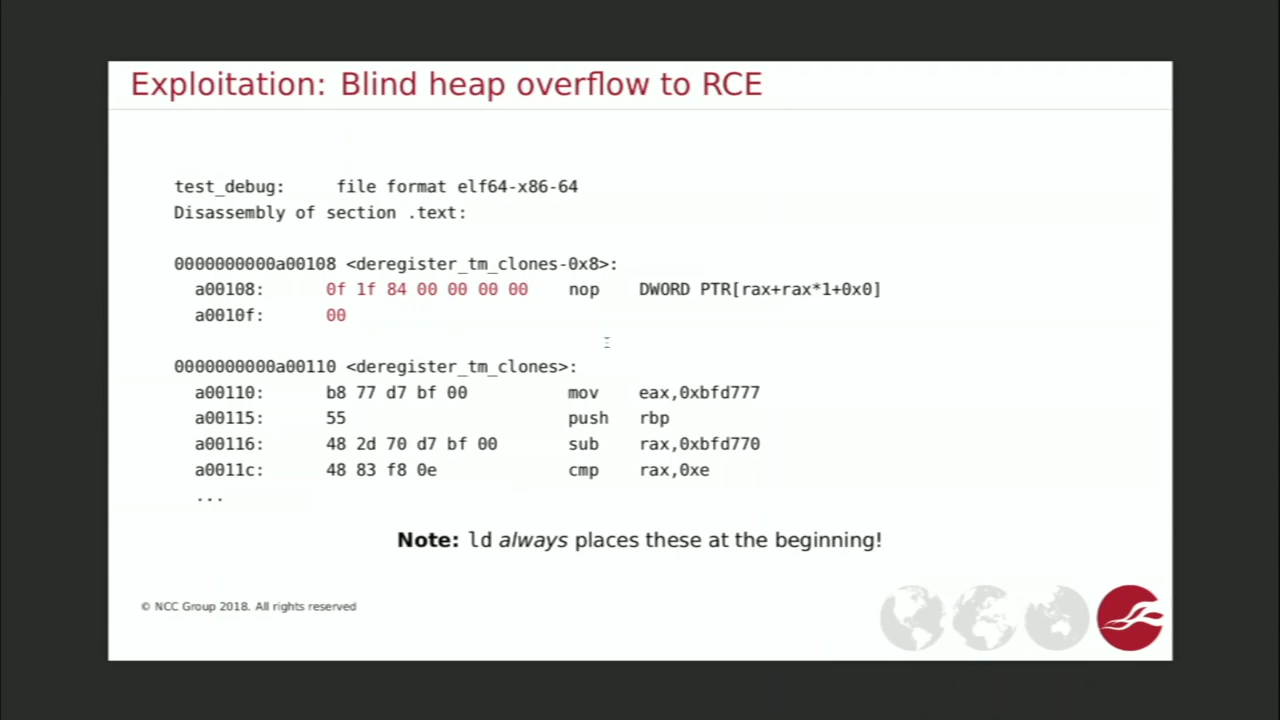 Exploitation: Blind heap overflow to RCE
test_debug: file format elf64-x86-64
Disassembly of section .text:
0000000000a00108 <deregister_tm_clones-0x8>:
a00108: 0f 1f 84 00 00 00 00 nop DWORD PTR[rax+rax*1+0x0]
a0010f: 00
0000000000a00110 <deregister_tm_clones>:
a00110: b8 77 d7 bf 00 mov eax,0xbfd777
a00115: 55 push rbp
a00116: 48 2d 70 d7 bf 00 sub rax,0xbfd770
a0011c: 48 83 f8 0e cmp rax,0xe
...
Note: ld always places these at the beginning!
© NCC Group 2018. All rights reserved